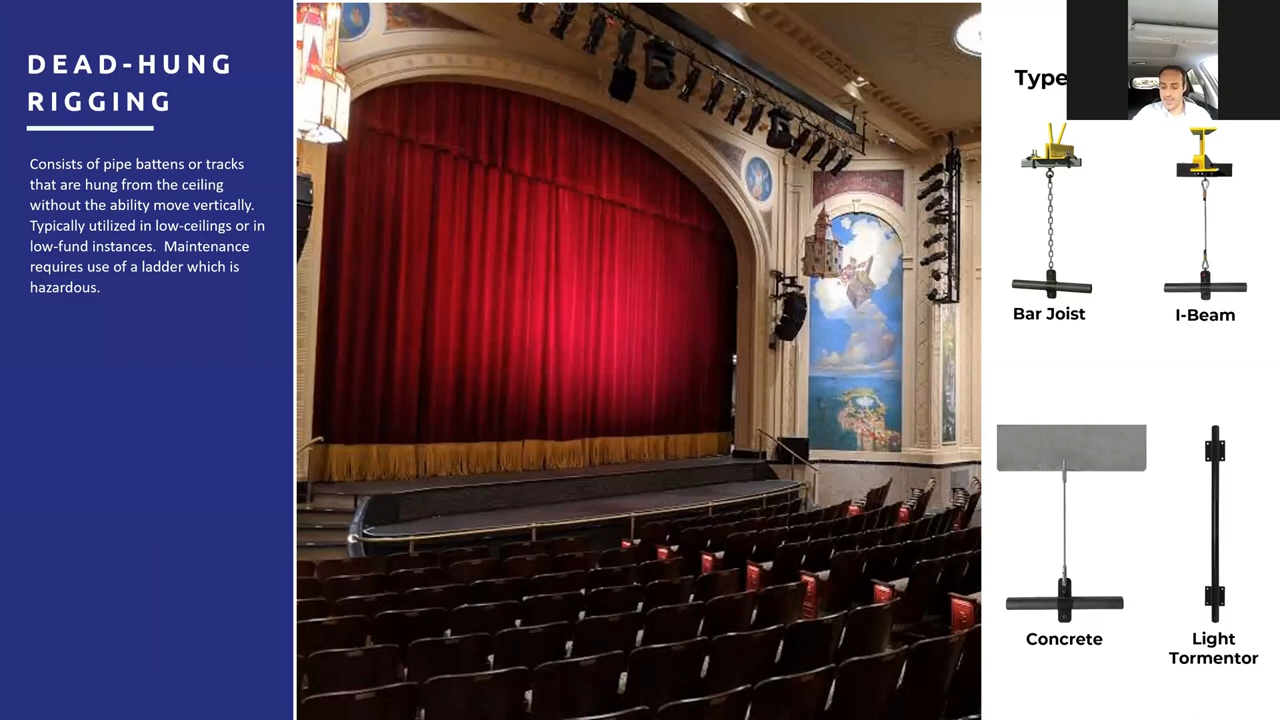 DEAD-HUNG
RIGGING
Consists of pipe battens or tracks
that are hung from the ceiling
without the ability move vertically.
Typically utilized in low-ceilings or in
low-fund instances.  Maintenance
requires use of a ladder which is
hazardous.
Type
Bar Joist
I-Beam
Concrete
Light
Tormentor